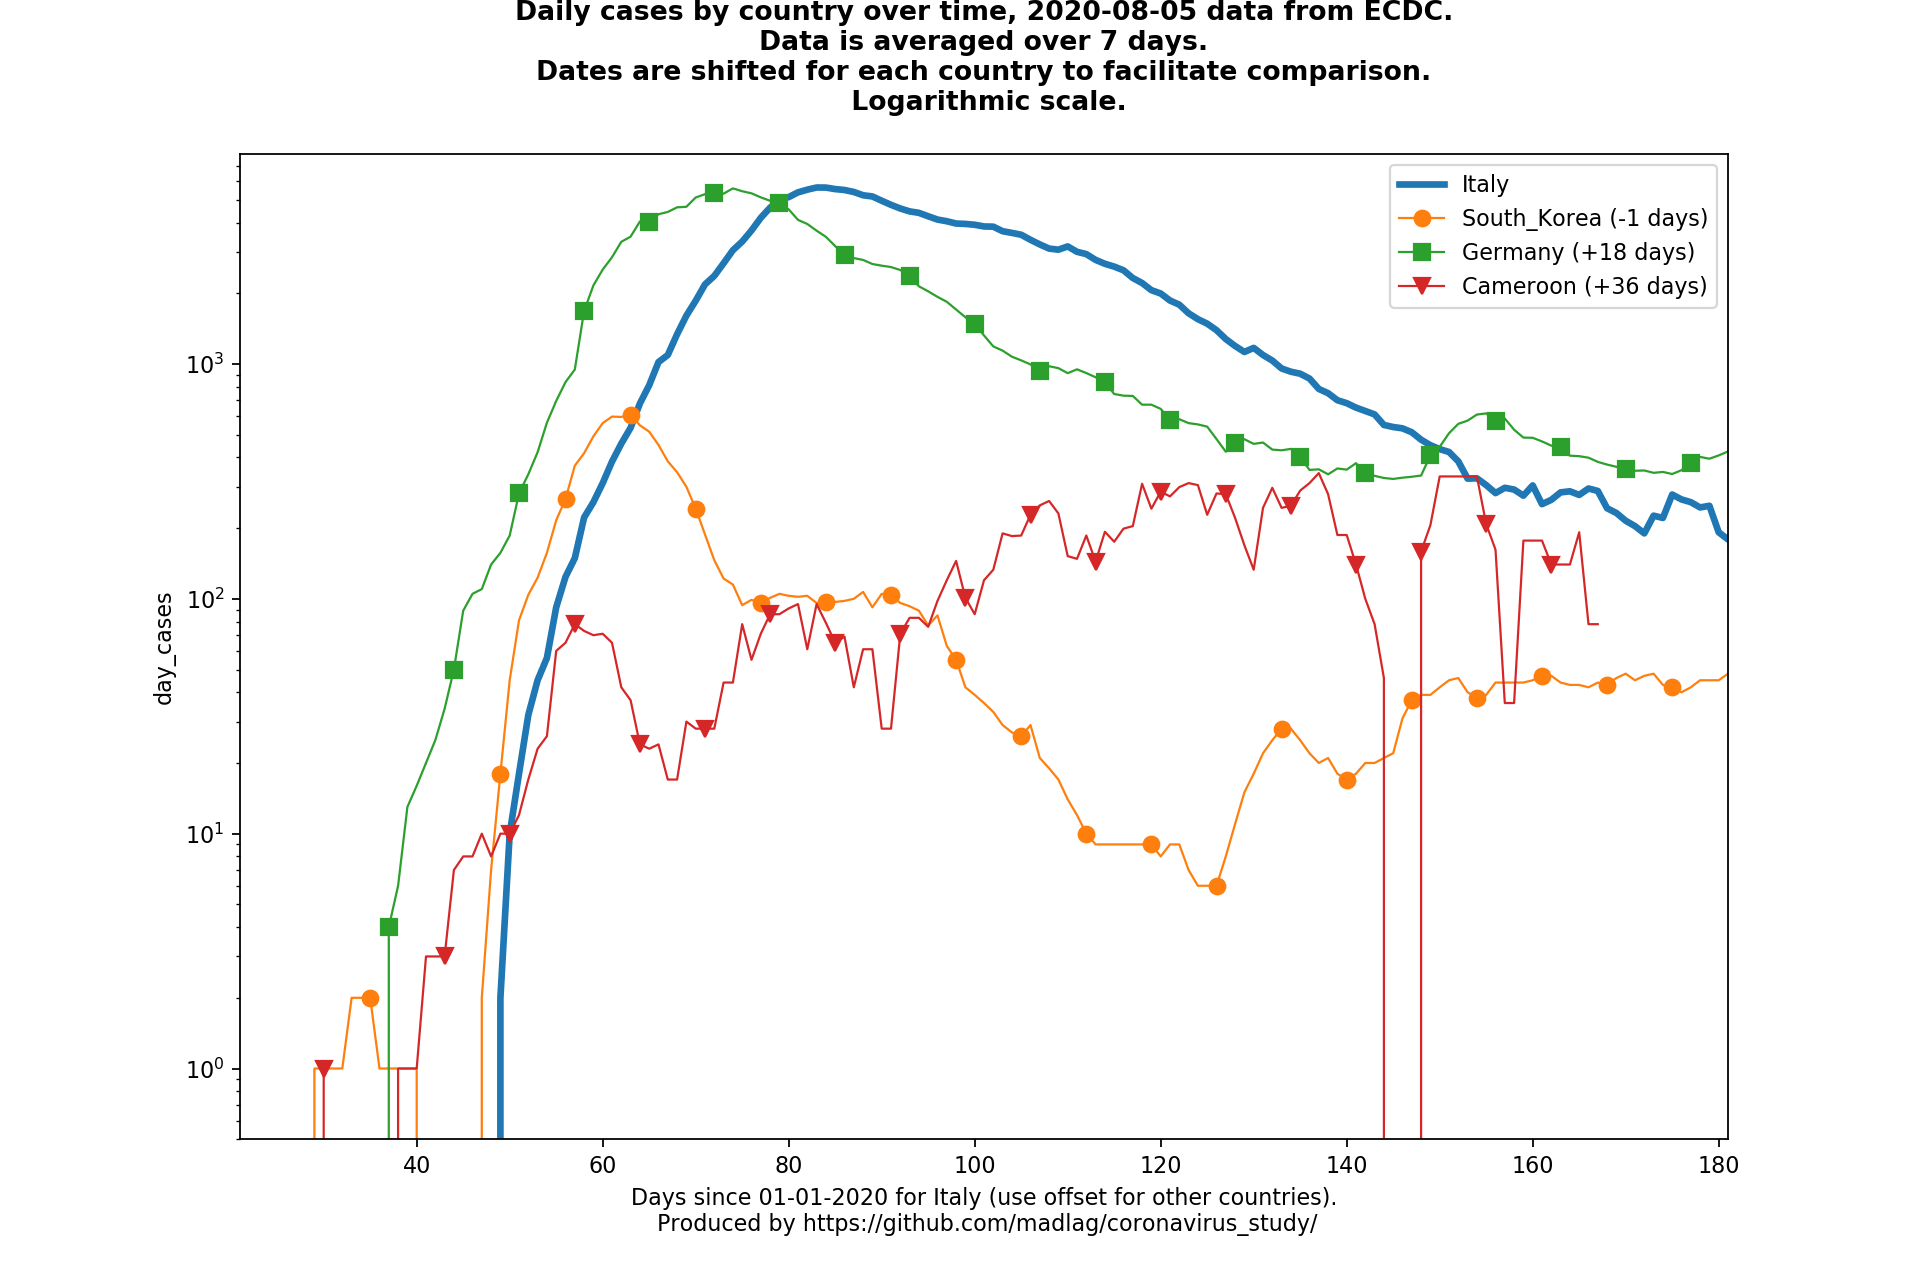 Daily cases by country over time, 2020-08-05 data from ECDC.
Data is averaged over 7 days.
Dates are shifted for each country to facilitate comparison.
Logarithmic scale.
Italy
South_Korea (-1 days)
Germany (+18 days)
Cameroon (+36 days)
day_cases
10³
10²
10¹
10⁰
40 60 80 100 120 140 160 180
Days since 01-01-2020 for Italy (use offset for other countries).
Produced by https://github.com/madlag/coronavirus_study/